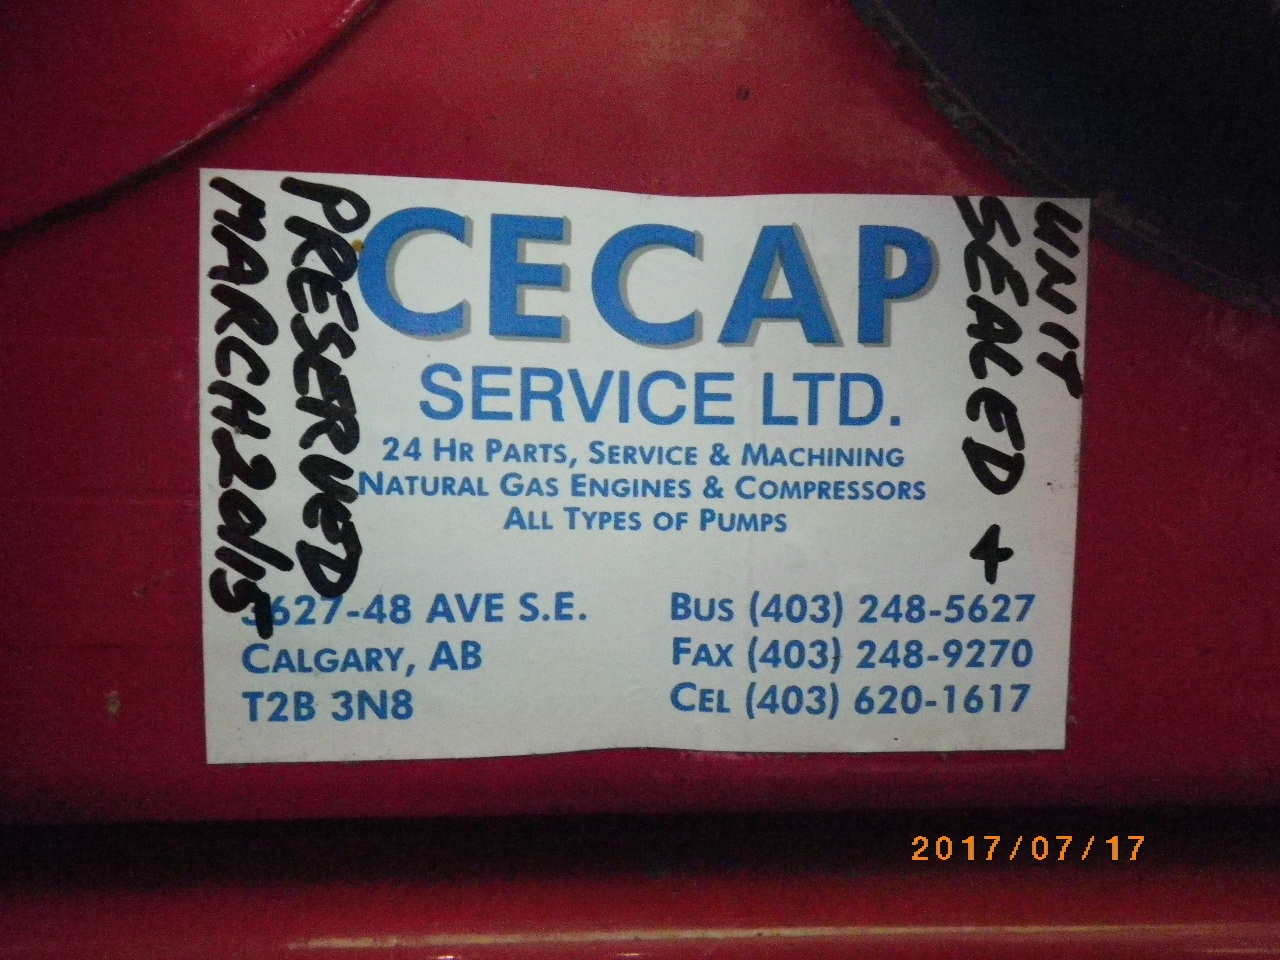 CECAP
SERVICE LTD.
24 HR PARTS, SERVICE & MACHINING
NATURAL GAS ENGINES & COMPRESSORS
ALL TYPES OF PUMPS
3627-48 AVE S.E.
CALGARY, AB
T2B 3N8
BUS (403) 248-5627
FAX (403) 248-9270
CEL (403) 620-1617
UNIT
SEALED +
PRESERVED
MARCH 20/15
2017/07/17